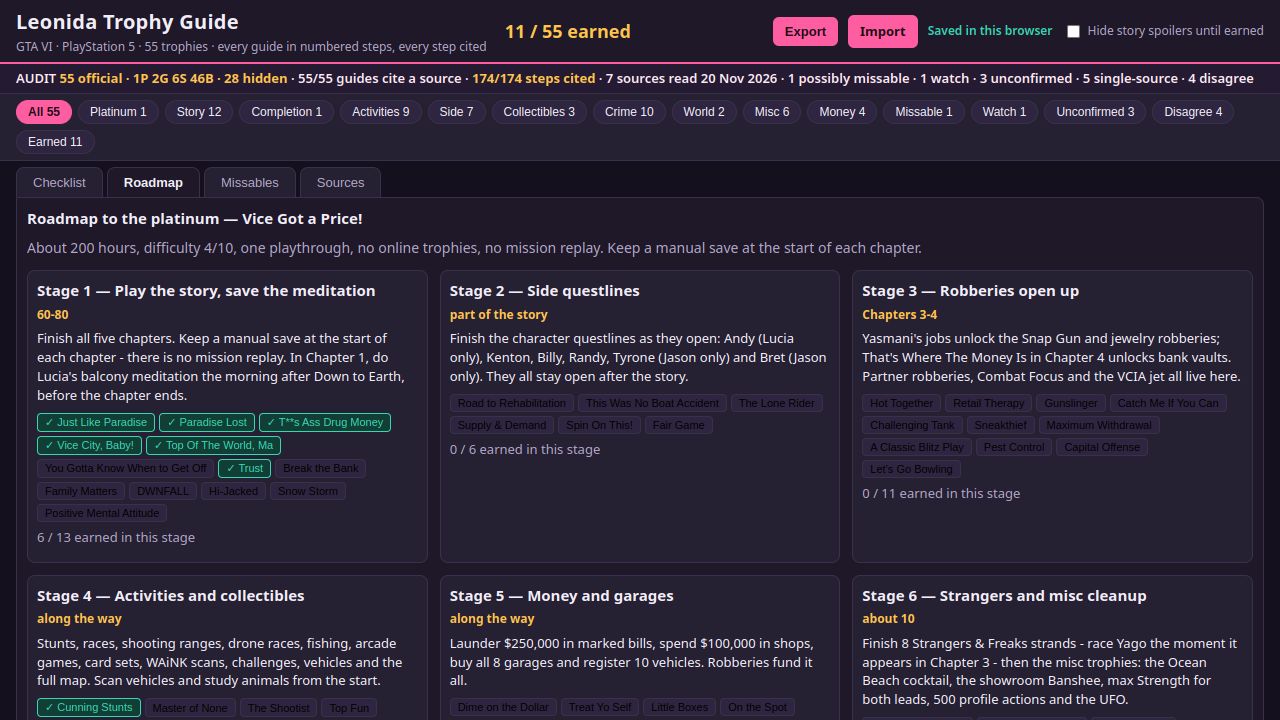 Leonida Trophy Guide
GTA VI · PlayStation 5 · 55 trophies · every guide in numbered steps, every step cited
11 / 55 earned
Export
Import
Saved in this browser
Hide story spoilers until earned
AUDIT 55 official · 1P 2G 6S 46B · 28 hidden · 55/55 guides cite a source · 174/174 steps cited · 7 sources read 20 Nov 2026 · 1 possibly missable · 1 watch · 3 unconfirmed · 5 single-source · 4 disagree
All 55
Platinum 1
Story 12
Completion 1
Activities 9
Side 7
Collectibles 3
Crime 10
World 2
Misc 6
Money 4
Missable 1
Watch 1
Unconfirmed 3
Disagree 4
Earned 11
Checklist
Roadmap
Missables
Sources
Roadmap to the platinum — Vice Got a Price!
About 200 hours, difficulty 4/10, one playthrough, no online trophies, no mission replay. Keep a manual save at the start of each chapter.
Stage 1 — Play the story, save the meditation
60-80
Finish all five chapters. Keep a manual save at the start of
each chapter - there is no mission replay. In Chapter 1, do
Lucia's balcony meditation the morning after Down to Earth,
before the chapter ends.
✓ Just Like Paradise
✓ Paradise Lost
✓ T**s Ass Drug Money
✓ Vice City, Baby!
✓ Top Of The World, Ma
You Gotta Know When to Get Off
✓ Trust
Break the Bank
Family Matters
DWNFALL
Hi-Jacked
Snow Storm
Positive Mental Attitude
6 / 13 earned in this stage
Stage 2 — Side questlines
part of the story
Finish the character questlines as they open: Andy (Lucia
only), Kenton, Billy, Randy, Tyrone (Jason only) and Bret (Jason
only). They all stay open after the story.
Road to Rehabilitation
This Was No Boat Accident
The Lone Rider
Supply & Demand
Spin On This!
Fair Game
0 / 6 earned in this stage
Stage 3 — Robberies open up
Chapters 3-4
Yasmani's jobs unlock the Snap Gun and jewelry robberies;
That's Where The Money Is in Chapter 4 unlocks bank vaults.
Partner robberies, Combat Focus and the VCIA jet all live here.
Hot Together
Retail Therapy
Gunslinger
Catch Me If You Can
Challenging Tank
Sneakthief
Maximum Withdrawal
A Classic Blitz Play
Pest Control
Capital Offense
Let's Go Bowling
0 / 11 earned in this stage
Stage 4 — Activities and collectibles
along the way
Stunts, races, shooting ranges, drone races, fishing, arcade
games, card sets, WAiNK scans, challenges, vehicles and the
full map. Scan vehicles and study animals from the start.
✓ Cunning Stunts
Master of None
The Shootist
Top Fun
Stage 5 — Money and garages
along the way
Launder $250,000 in marked bills, spend $100,000 in shops,
buy all 8 garages and register 10 vehicles. Robberies fund it
all.
Dime on the Dollar
Treat Yo Self
Little Boxes
On the Spot
Stage 6 — Strangers and misc cleanup
about 10
Finish 8 Strangers & Freaks strands - race Yago the moment it
appears in Chapter 3 - then the misc trophies: the Ocean
Beach cocktail, the showroom Banshee, max Strength for
both leads, 500 profile actions and the UFO.